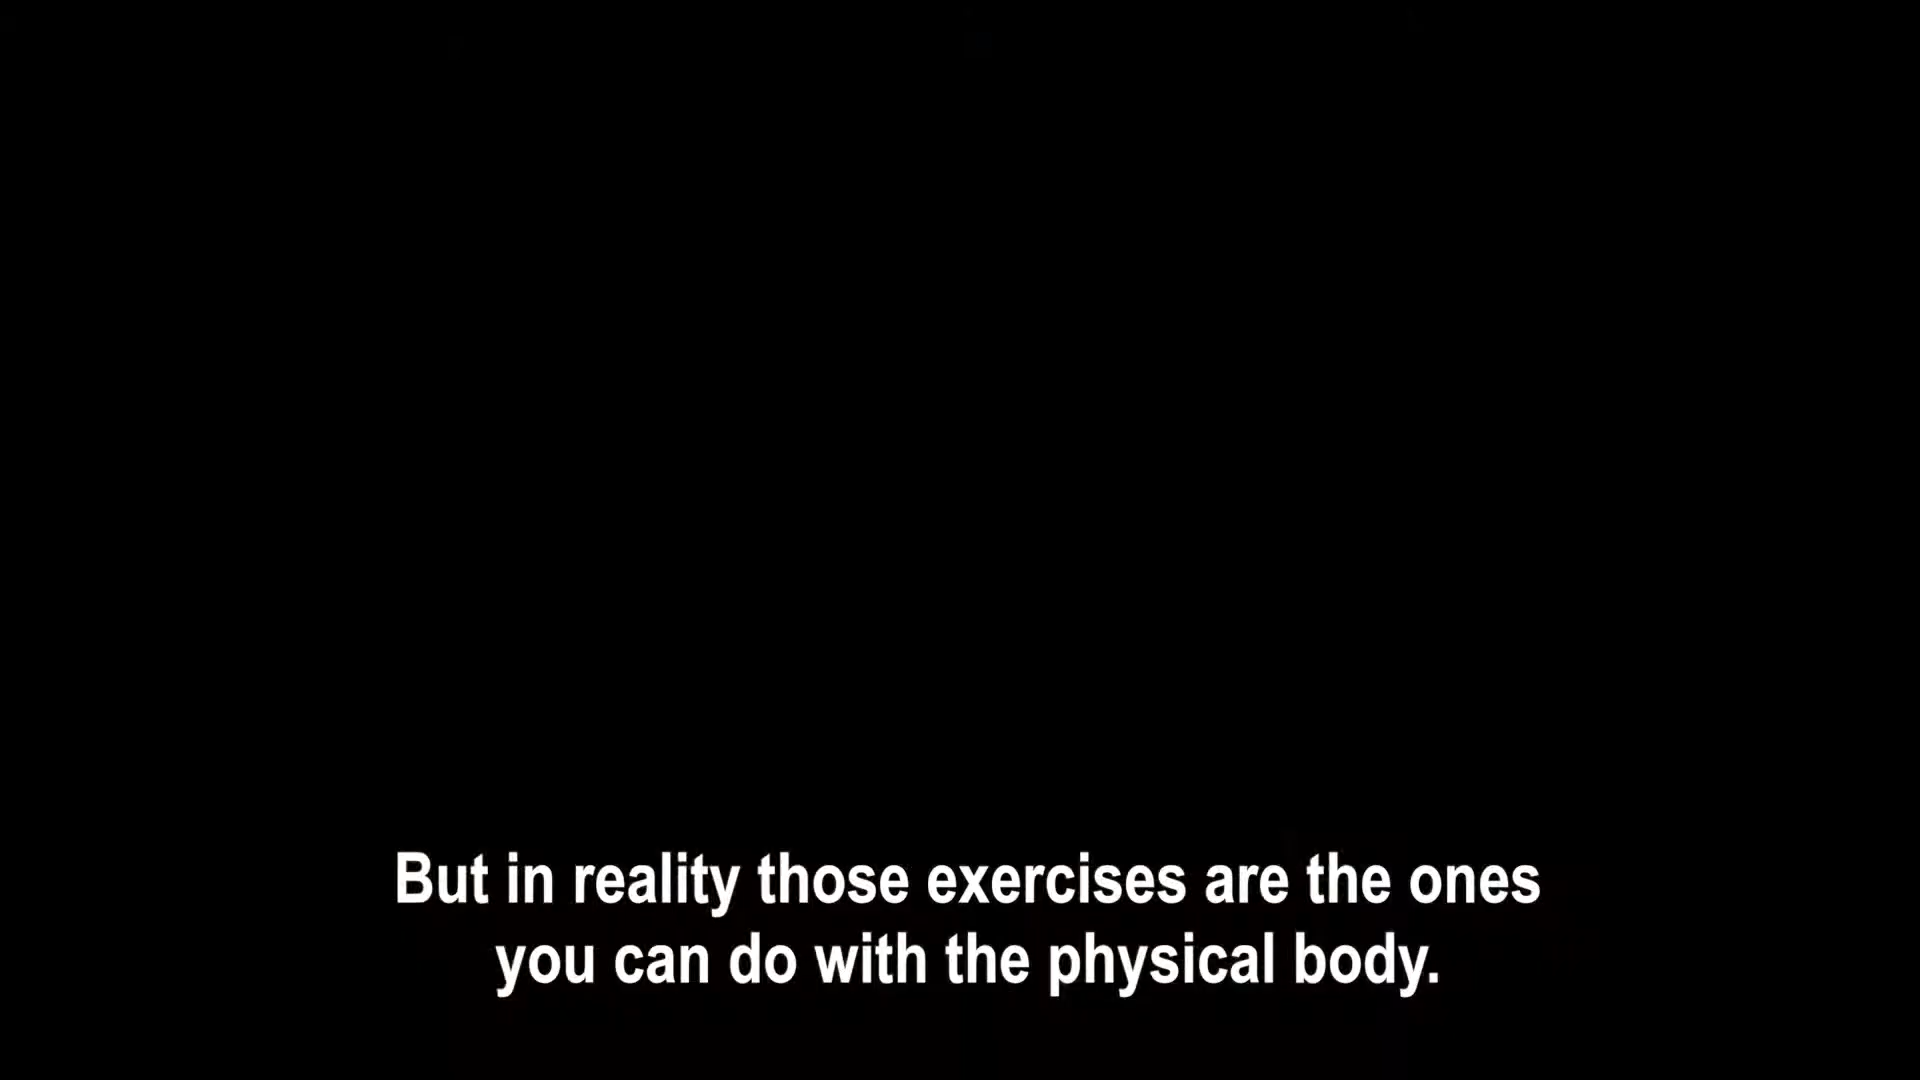 But in reality those exercises are the ones
you can do with the physical body.